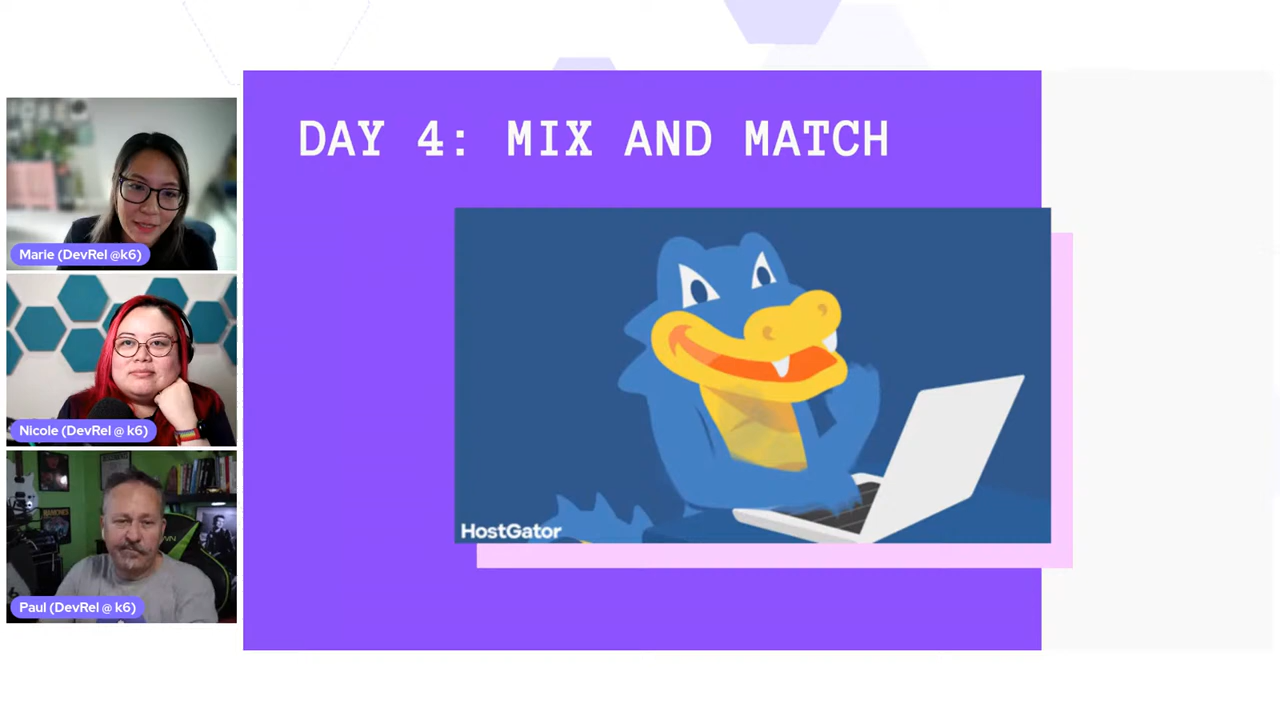 DAY 4: MIX AND MATCH
Marie (DevRel @k6)
Nicole (DevRel @ k6)
Paul (DevRel @ k6)
HostGator